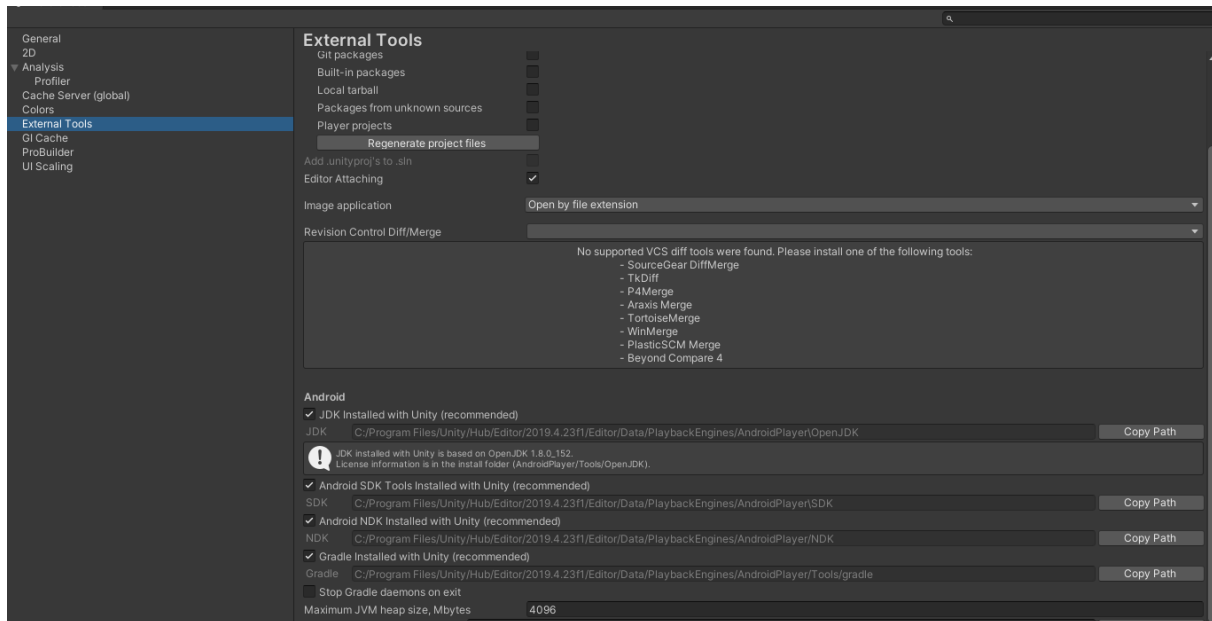 General
2D
Analysis
Profiler
Cache Server (global)
Colors
External Tools
GI Cache
ProBuilder
UI Scaling
External Tools
Git packages
Built-in packages
Local tarball
Packages from unknown sources
Player projects
Regenerate project files
Add .unityproj's to .sln
Editor Attaching
Image application Open by file extension
Revision Control Diff/Merge
No supported VCS diff tools were found. Please install one of the following tools:
- SourceGear DiffMerge
- TkDiff
- P4Merge
- Araxis Merge
- TortoiseMerge
- WinMerge
- PlasticSCM Merge
- Beyond Compare 4
Android
JDK Installed with Unity (recommended)
JDK C:/Program Files/Unity/Hub/Editor/2019.4.23f1/Editor/Data/PlaybackEngines/AndroidPlayer\OpenJDK Copy Path
JDK installed with Unity is based on OpenJDK 1.8.0_152.
License information is in the install folder (AndroidPlayer/Tools/OpenJDK).
Android SDK Tools Installed with Unity (recommended)
SDK C:/Program Files/Unity/Hub/Editor/2019.4.23f1/Editor/Data/PlaybackEngines/AndroidPlayer\SDK Copy Path
Android NDK Installed with Unity (recommended)
NDK C:/Program Files/Unity/Hub/Editor/2019.4.23f1/Editor/Data/PlaybackEngines/AndroidPlayer/NDK Copy Path
Gradle Installed with Unity (recommended)
Gradle C:/Program Files/Unity/Hub/Editor/2019.4.23f1/Editor/Data/PlaybackEngines/AndroidPlayer/Tools/gradle Copy Path
Stop Gradle daemons on exit
Maximum JVM heap size, Mbytes 4096